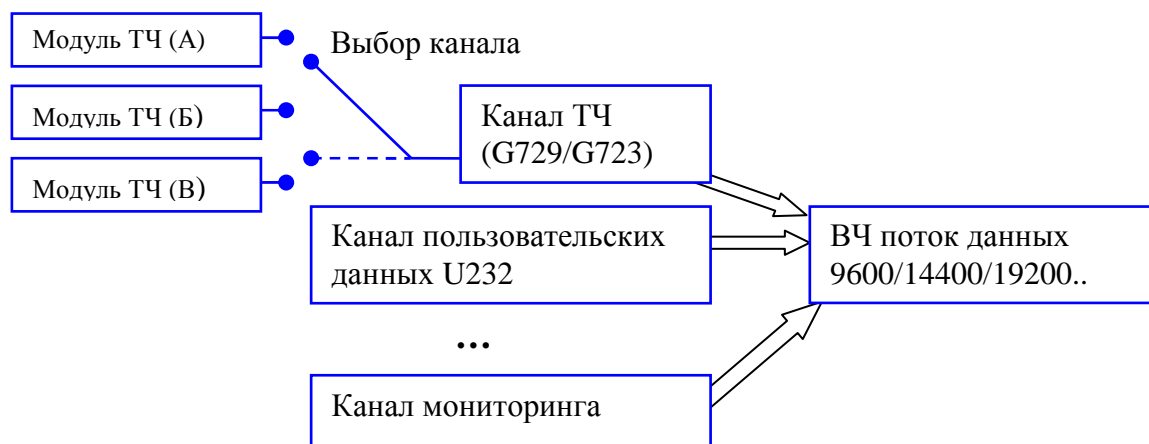 Модуль ТЧ (А)
Выбор канала
Модуль ТЧ (Б)
Модуль ТЧ (В)
Канал ТЧ
(G729/G723)
Канал пользовательских
данных U232
ВЧ поток данных
9600/14400/19200..
...
Канал мониторинга